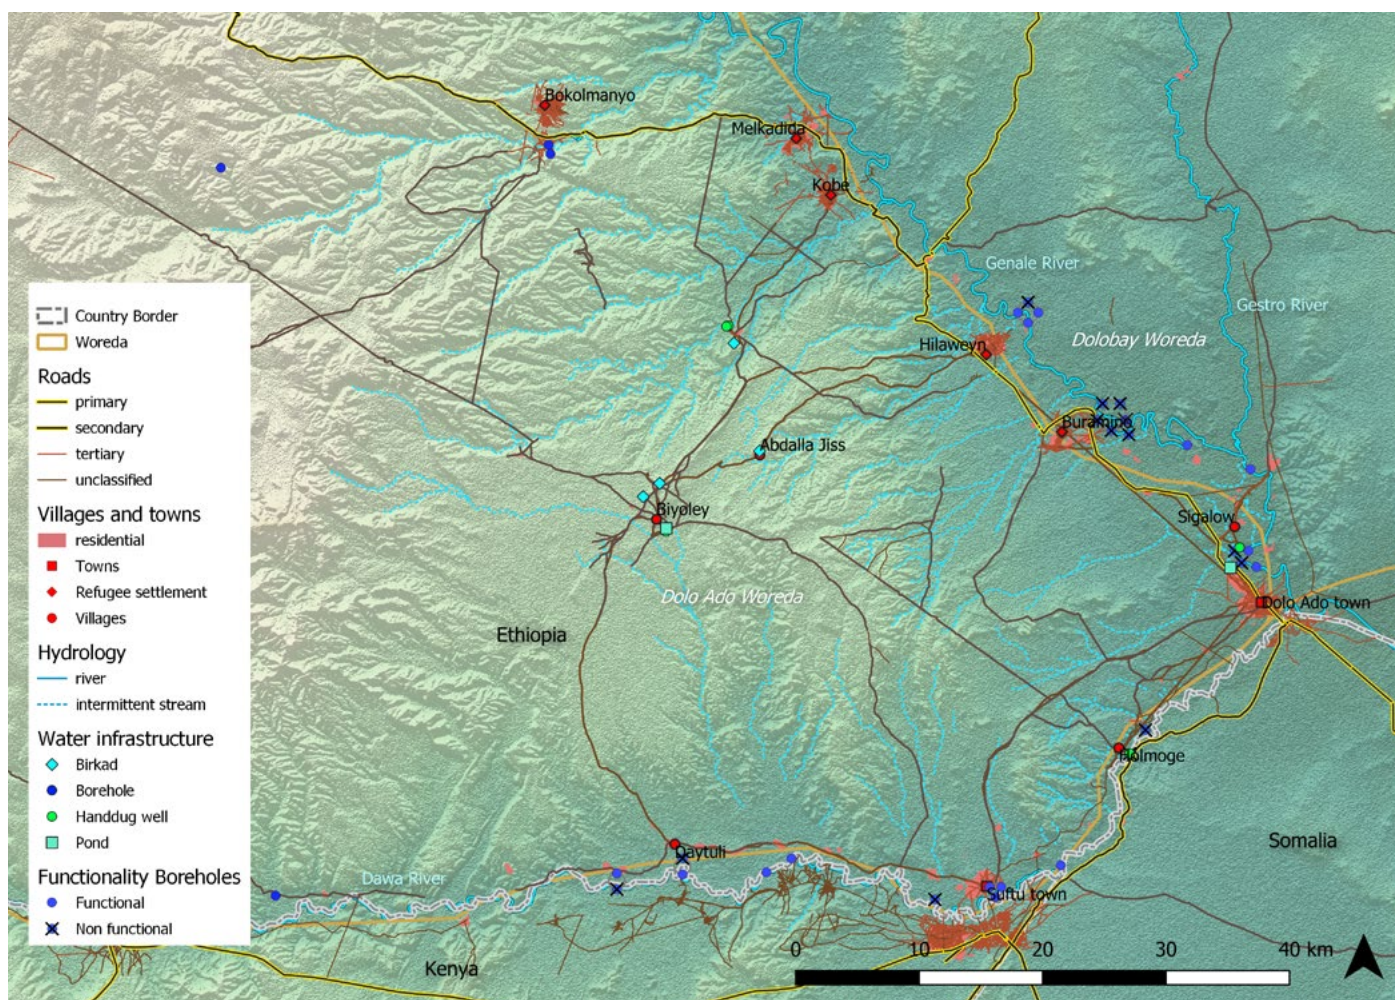 Bokolmanyo
Melkadida
Kobe
Genale River
Gestro River
Dolobay Woreda
Hilaweyn
Buramino
Abdalla Jiss
Biyoley
Sigalow
Dolo Ado Woreda
Dolo Ado town
Ethiopia
Holmoge
Somalia
Daytuli
Dawa River
Suftu town
Kenya
0 10 20 30 40 km
Country Border
Woreda
Roads
primary
secondary
tertiary
unclassified
Villages and towns
residential
Towns
Refugee settlement
Villages
Hydrology
river
intermittent stream
Water infrastructure
Birkad
Borehole
Handdug well
Pond
Functionality Boreholes
Functional
Non functional